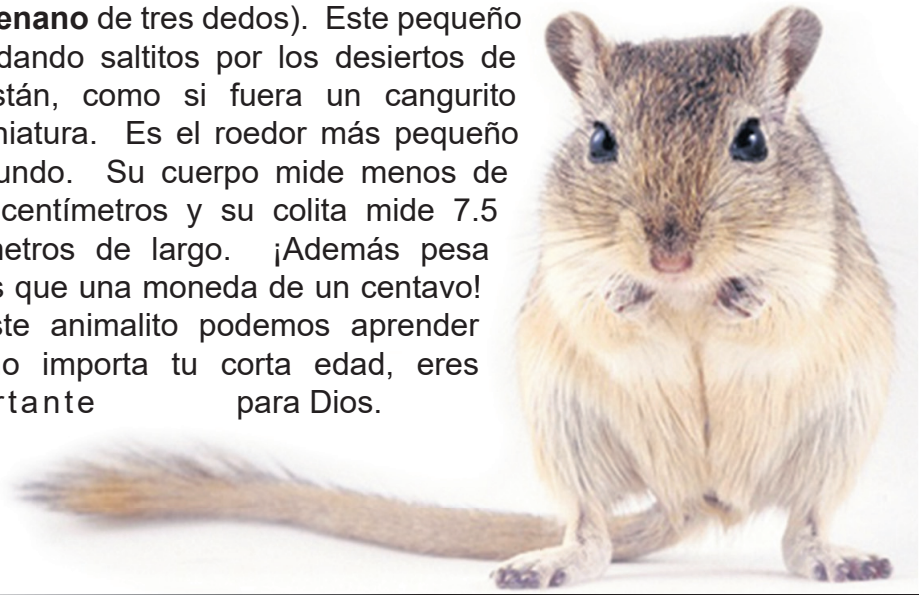 enano de tres dedos). Este pequeño
dando saltitos por los desiertos de
stán, como si fuera un cangurito
niatura. Es el roedor más pequeño
undo. Su cuerpo mide menos de
centímetros y su colita mide 7.5
netros de largo. ¡Además pesa
s que una moneda de un centavo!
ste animalito podemos aprender
o importa tu corta edad, eres
rtante para Dios.